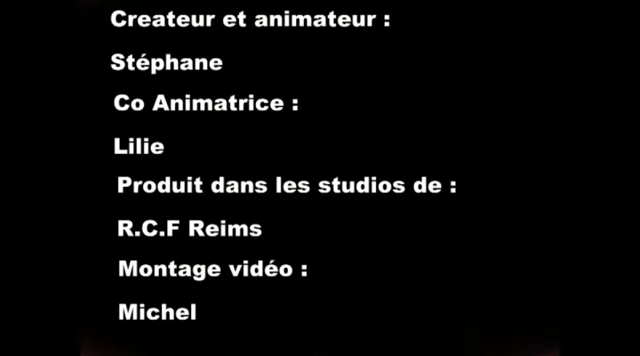 Createur et animateur :
Stéphane
Co Animatrice :
Lilie
Produit dans les studios de :
R.C.F Reims
Montage vidéo :
Michel